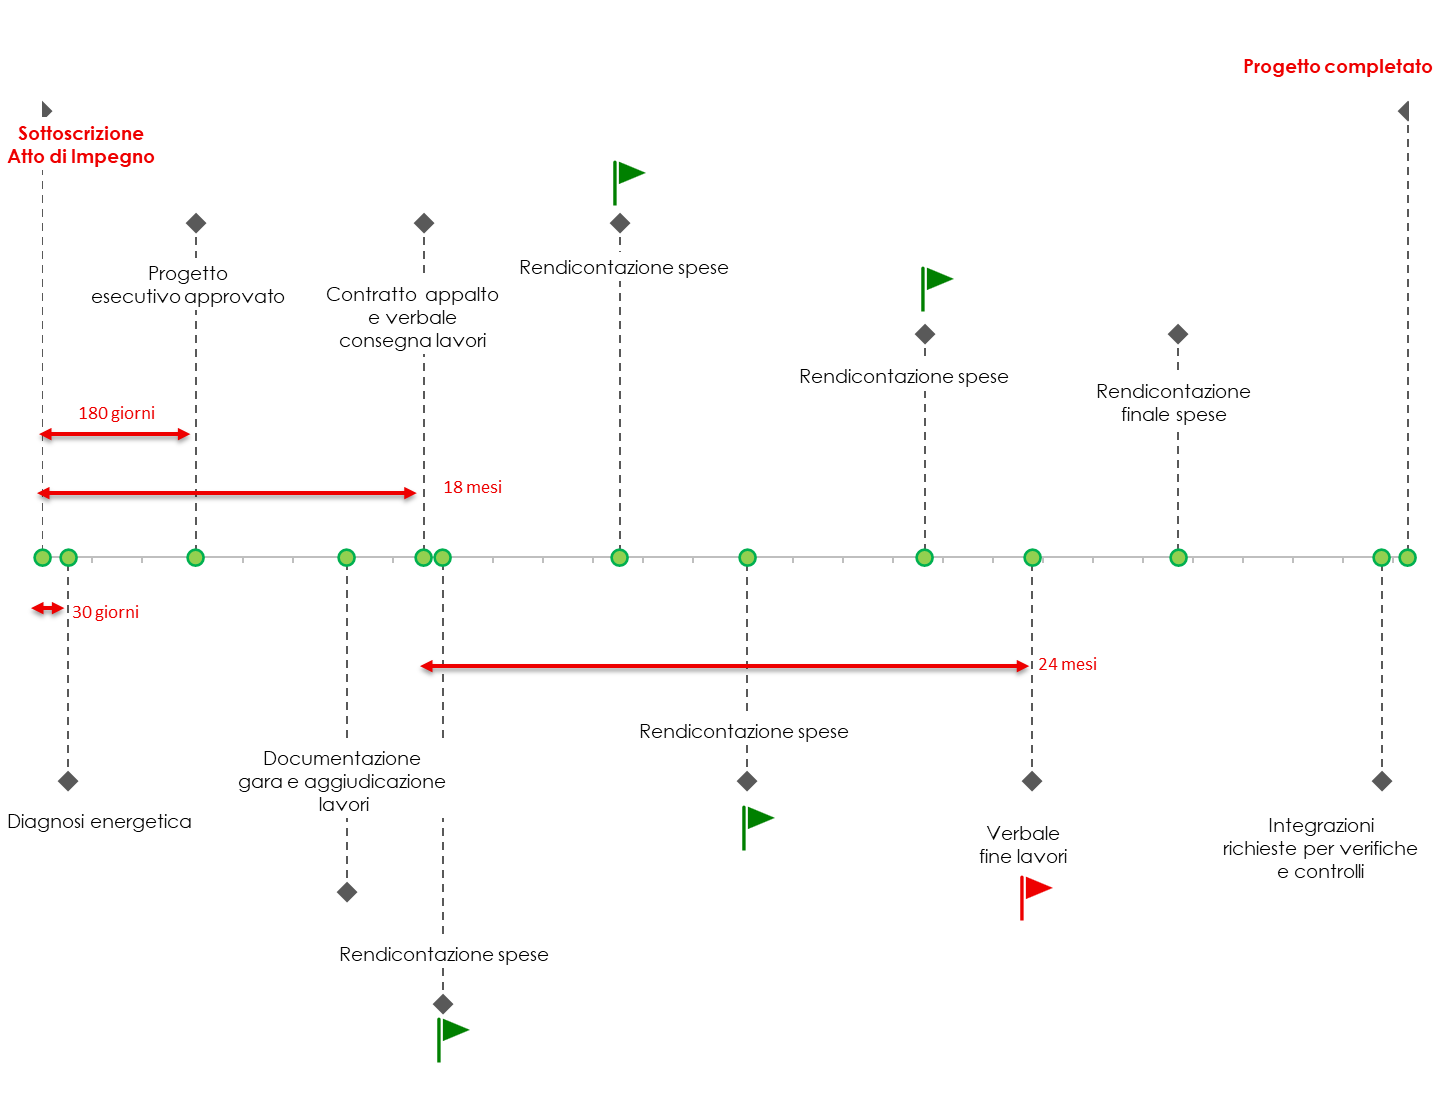 Progetto completato
Sottoscrizione
Atto di Impegno
Progetto
esecutivo approvato
Contratto appalto
e verbale
consegna lavori
Rendicontazione spese
Rendicontazione spese
Rendicontazione
finale spese
180 giorni
18 mesi
30 giorni
24 mesi
Rendicontazione spese
Documentazione
gara e aggiudicazione
lavori
Diagnosi energetica
Verbale
fine lavori
Integrazioni
richieste per verifiche
e controlli
Rendicontazione spese